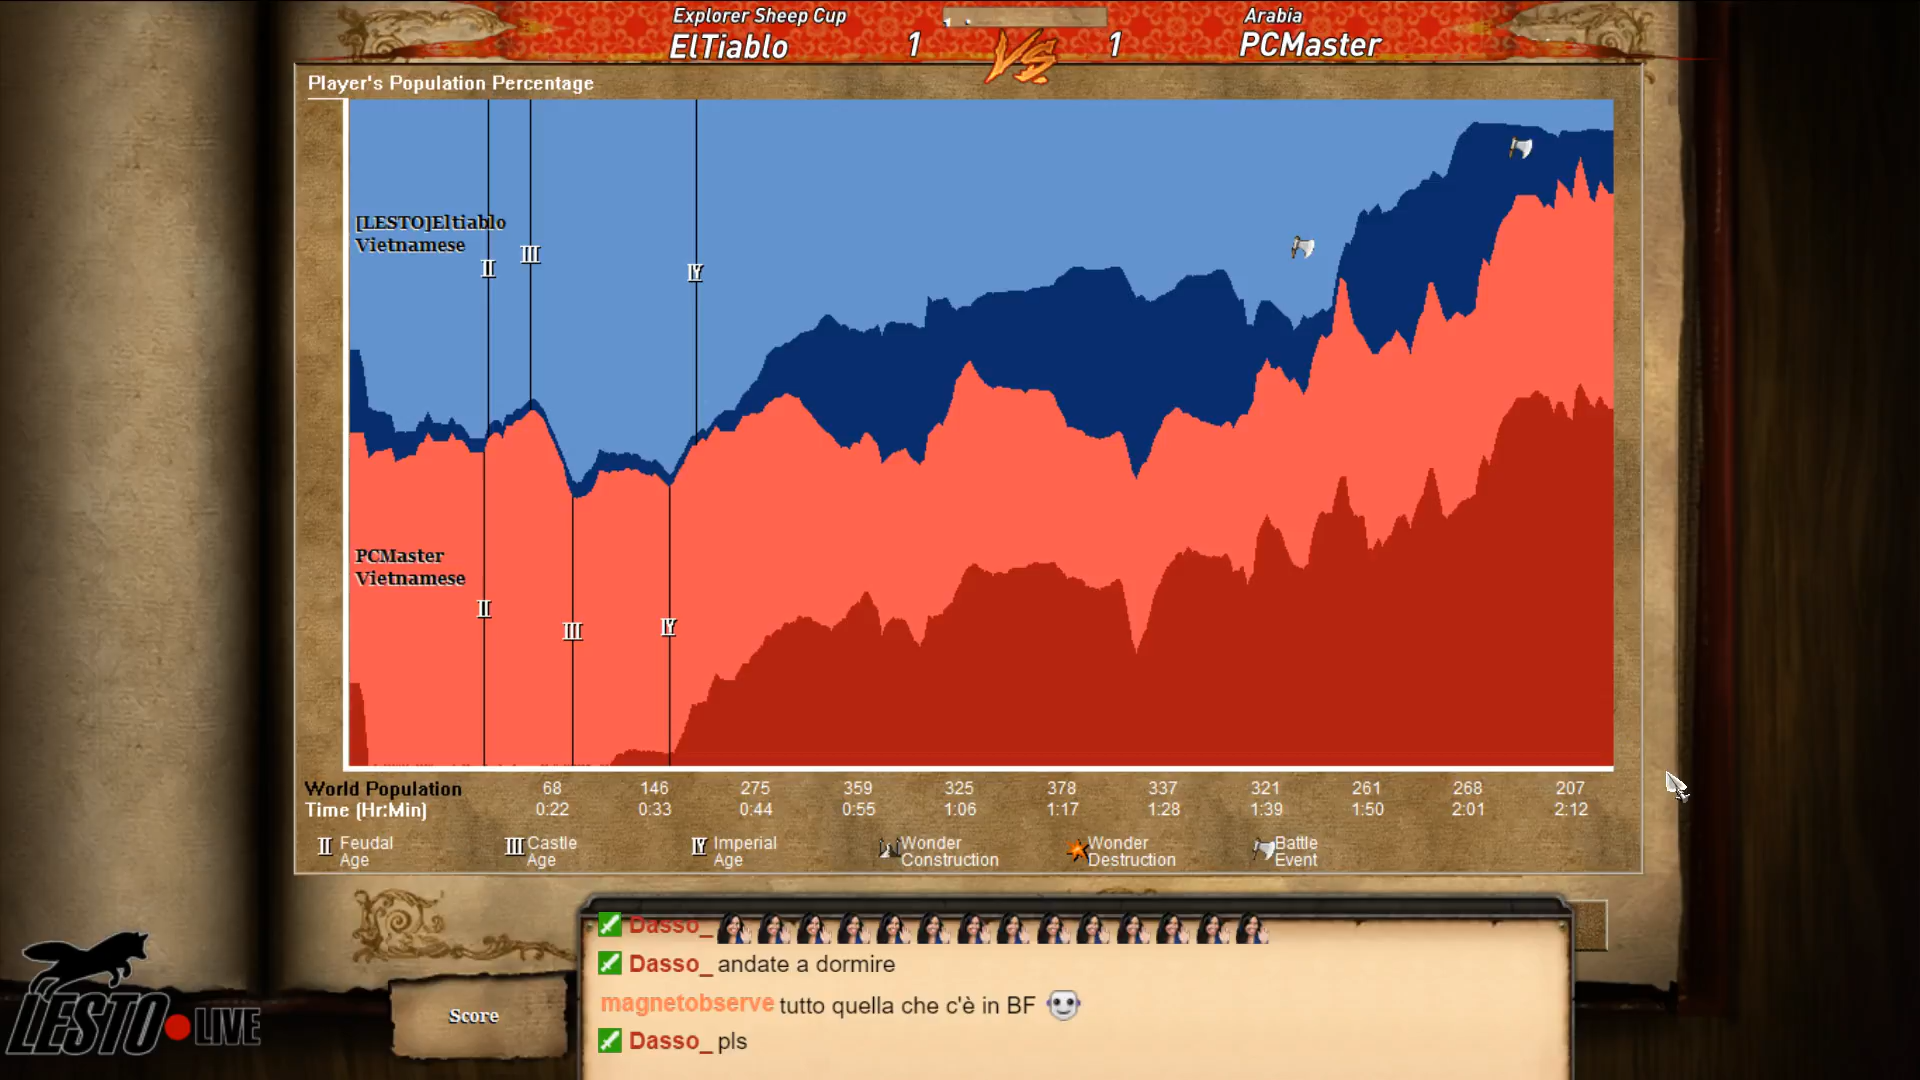 Explorer Sheep Cup
ElTiablo 1 VS 1 PCMaster
Arabia
Player's Population Percentage
[LESTO]Eltiablo
Vietnamese
II
III
IV
PCMaster
Vietnamese
II
III
IV
World Population 68 146 275 359 325 378 337 321 261 268 207
Time (Hr:Min) 0:22 0:33 0:44 0:55 1:06 1:17 1:28 1:39 1:50 2:01 2:12
II Feudal Age
III Castle Age
IV Imperial Age
Wonder Construction
Wonder Destruction
Battle Event
Score
Dasso_
Dasso_ andate a dormire
magnetobserve tutto quella che c'è in BF
Dasso_ pls
LESTO LIVE